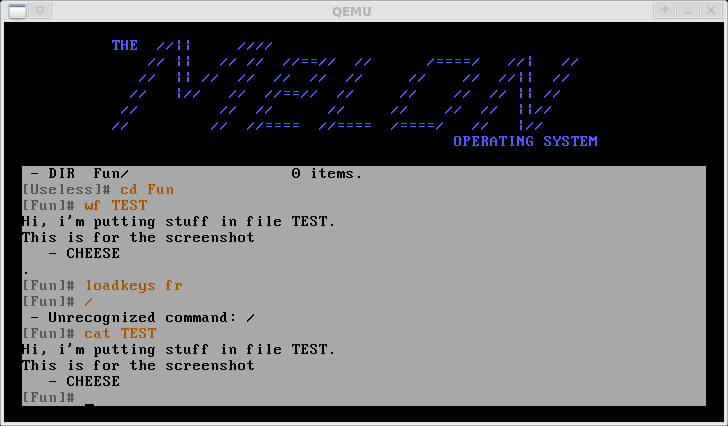 QEMU
THE MELON
OPERATING SYSTEM
- DIR Fun/ 0 items.
[Useless]# cd Fun
[Fun]# wf TEST
Hi, i'm putting stuff in file TEST.
This is for the screenshot
- CHEESE
.
[Fun]# loadkeys fr
[Fun]# /
- Unrecognized command: /
[Fun]# cat TEST
Hi, i'm putting stuff in file TEST.
This is for the screenshot
- CHEESE
[Fun]# _